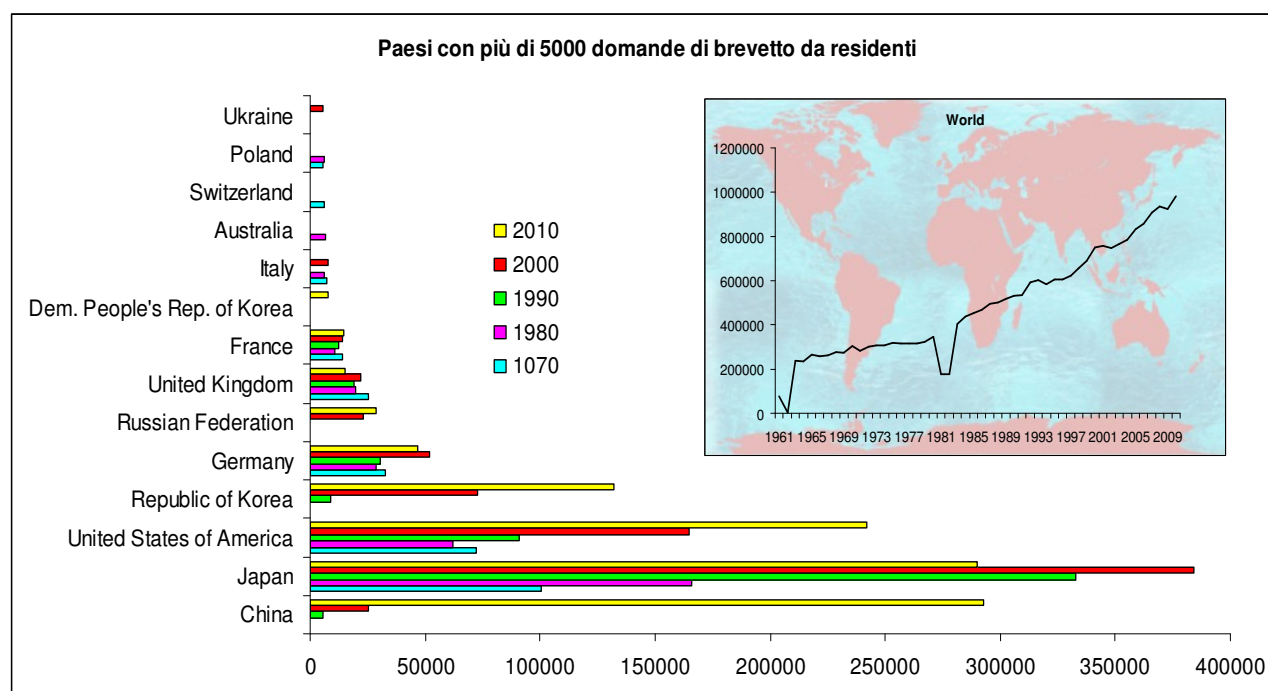 Paesi con più di 5000 domande di brevetto da residenti
Ukraine
Poland
Switzerland
Australia
Italy
Dem. People's Rep. of Korea
France
United Kingdom
Russian Federation
Germany
Republic of Korea
United States of America
Japan
China
0 50000 100000 150000 200000 250000 300000 350000 400000
2010
2000
1990
1980
1070
World
1200000
1000000
800000
600000
400000
200000
0
1961 1965 1969 1973 1977 1981 1985 1989 1993 1997 2001 2005 2009